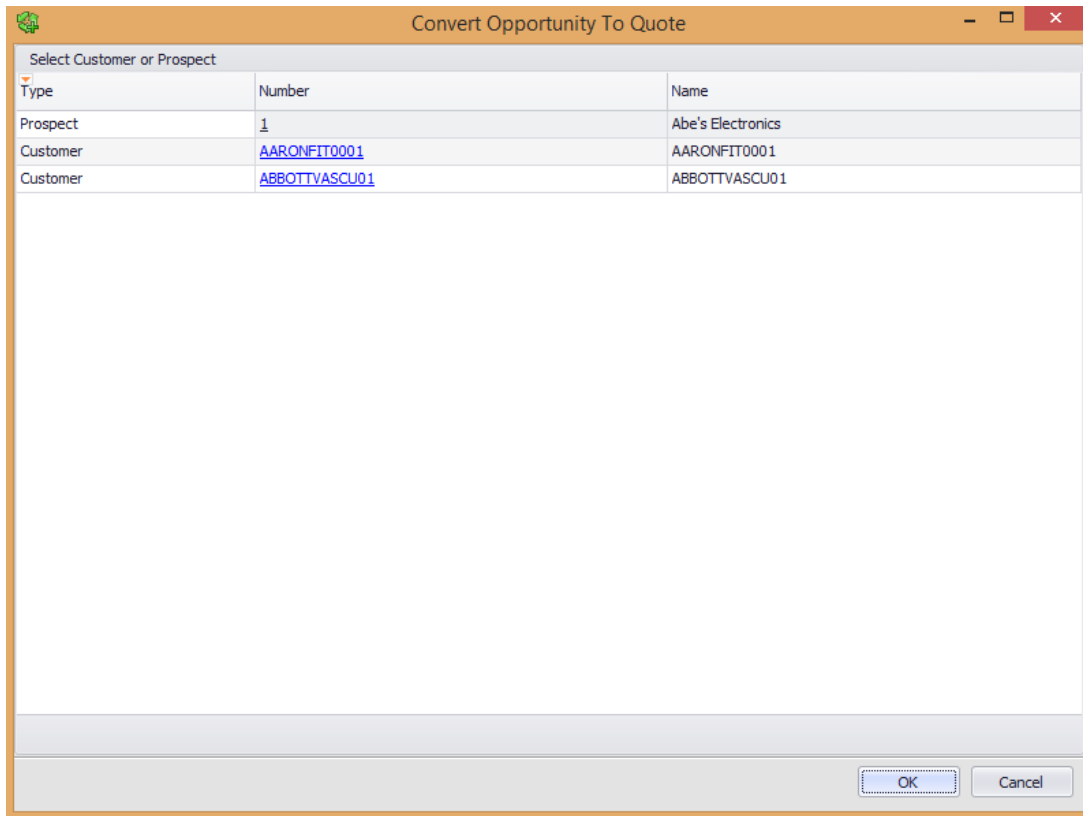 Convert Opportunity To Quote
Select Customer or Prospect
Type Number Name
Prospect 1 Abe's Electronics
Customer AARONFIT0001 AARONFIT0001
Customer ABBOTTVASCU01 ABBOTTVASCU01
OK Cancel